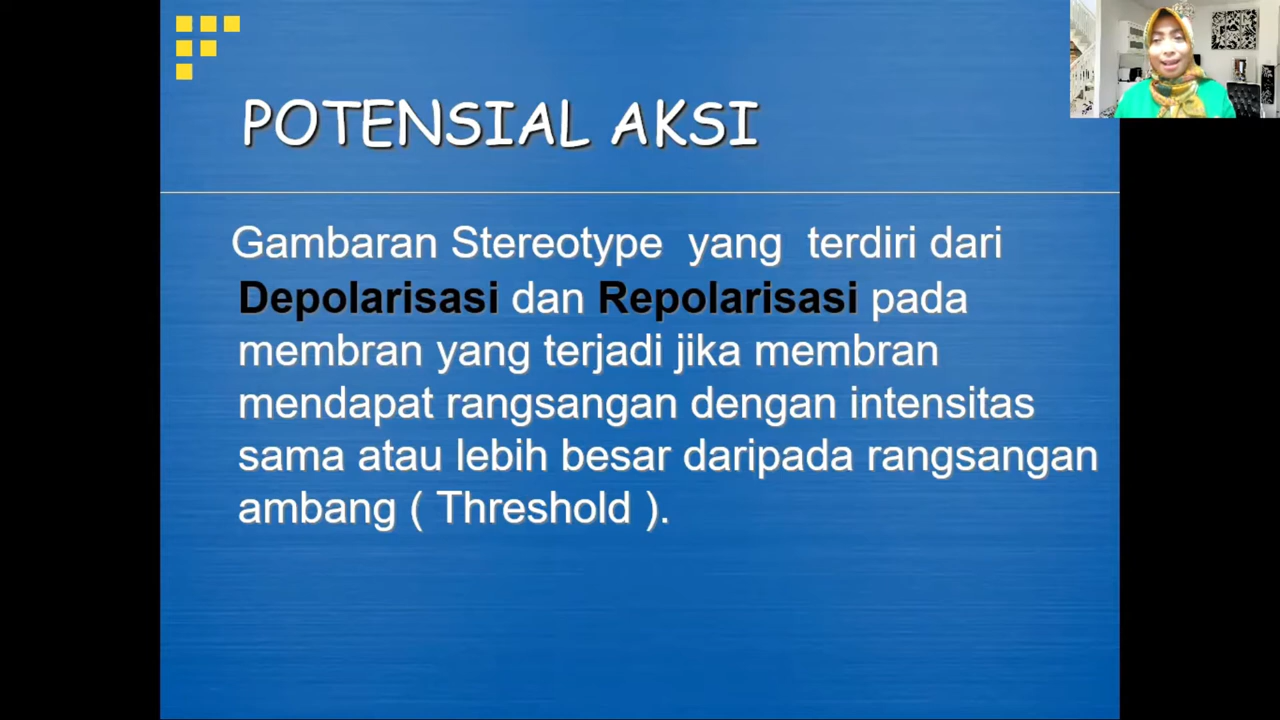 POTENSIAL AKSI
Gambaran Stereotype yang terdiri dari
Depolarisasi dan Repolarisasi pada
membran yang terjadi jika membran
mendapat rangsangan dengan intensitas
sama atau lebih besar daripada rangsangan
ambang ( Threshold ).